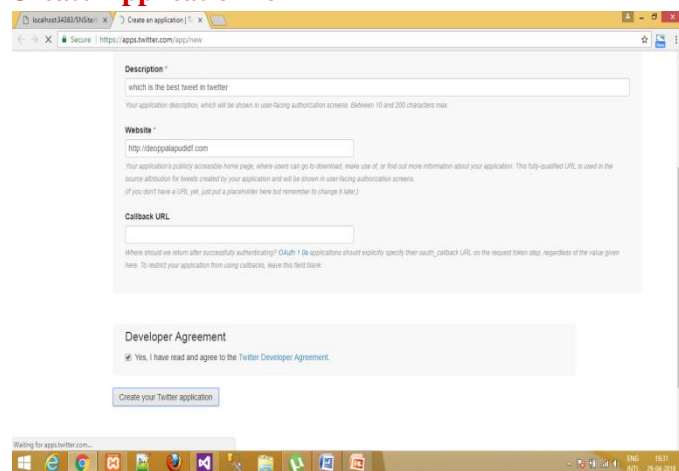 localhost:34383/SNSite/
Create an application | Tw
Secure | https://apps.twitter.com/app/new
Description *
which is the best tweet in twetter
Your application description, which will be shown in user-facing authorization screens. Between 10 and 200 characters max.
Website *
http://deoppalapudidf.com
Your application's publicly accessible home page, where users can go to download, make use of, or find out more information about your application. This fully-qualified URL is used in the
source attribution for tweets created by your application and will be shown in user-facing authorization screens.
(If you don't have a URL yet, just put a placeholder here but remember to change it later.)
Callback URL
Where should we return after successfully authenticating? OAuth 1.0a applications should explicitly specify their oauth_callback URL on the request token step, regardless of the value given
here. To restrict your application from using callbacks, leave this field blank.
Developer Agreement
Yes, I have read and agree to the Twitter Developer Agreement.
Create your Twitter application
Waiting for apps.twitter.com...
ENG 19:31
INTL 29-04-2018